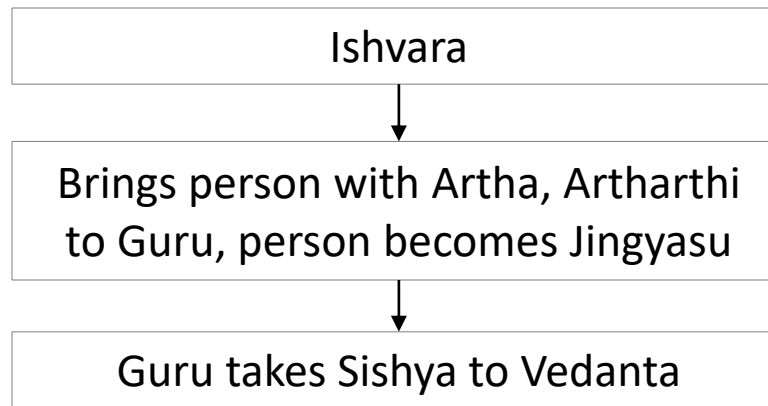 Ishvara
Brings person with Artha, Artharthi
to Guru, person becomes Jingyasu
Guru takes Sishya to Vedanta